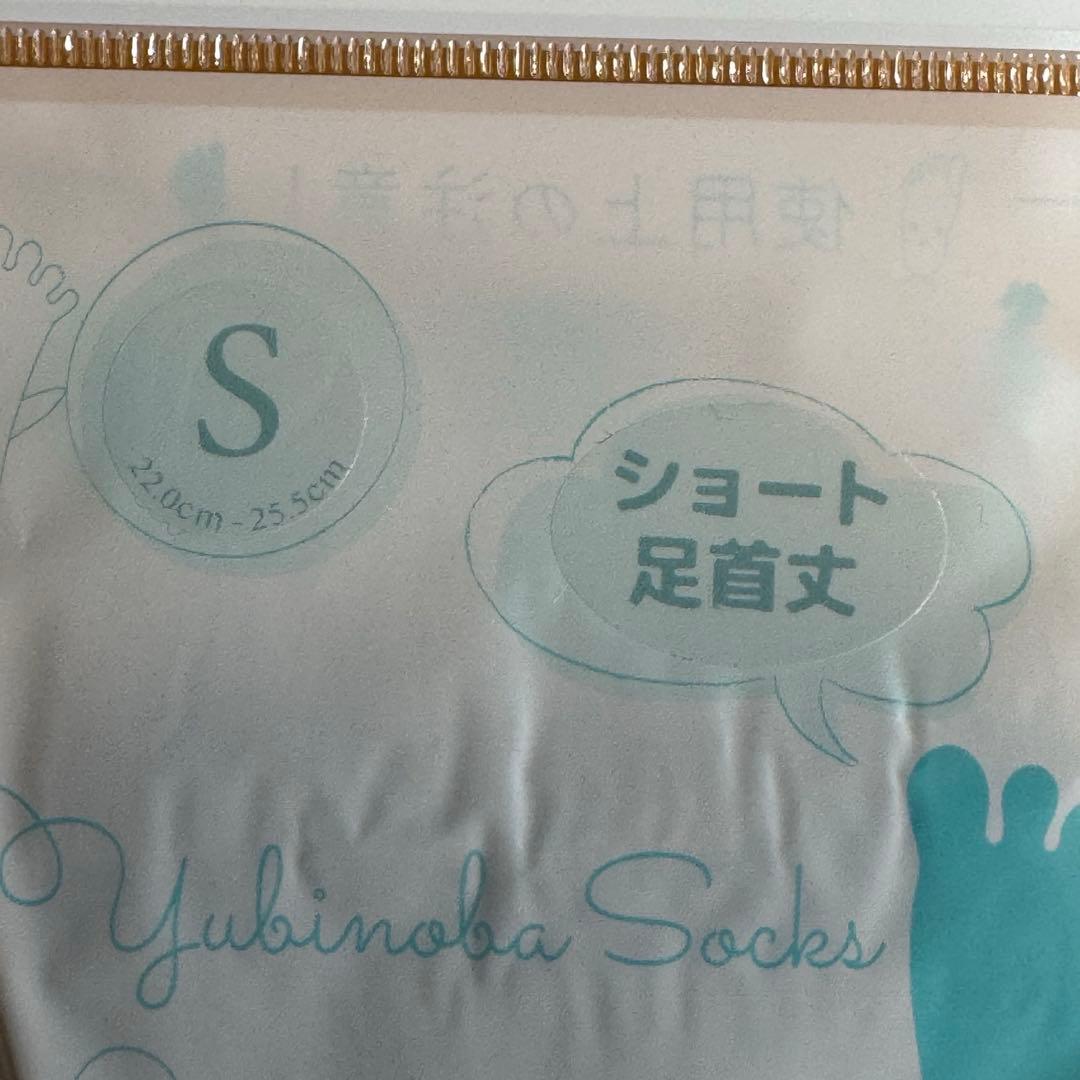 使用上の注意！
S
22.0cm - 25.5cm
ショート
足首丈
Yubinoba Socks